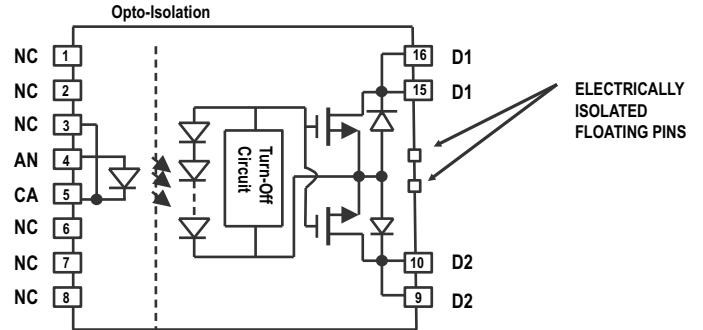 Opto-Isolation
NC 1
NC 2
NC 3
AN 4
CA 5
NC 6
NC 7
NC 8
Turn-Off
Circuit
16 D1
15 D1
10 D2
9 D2
ELECTRICALLY
ISOLATED
FLOATING PINS